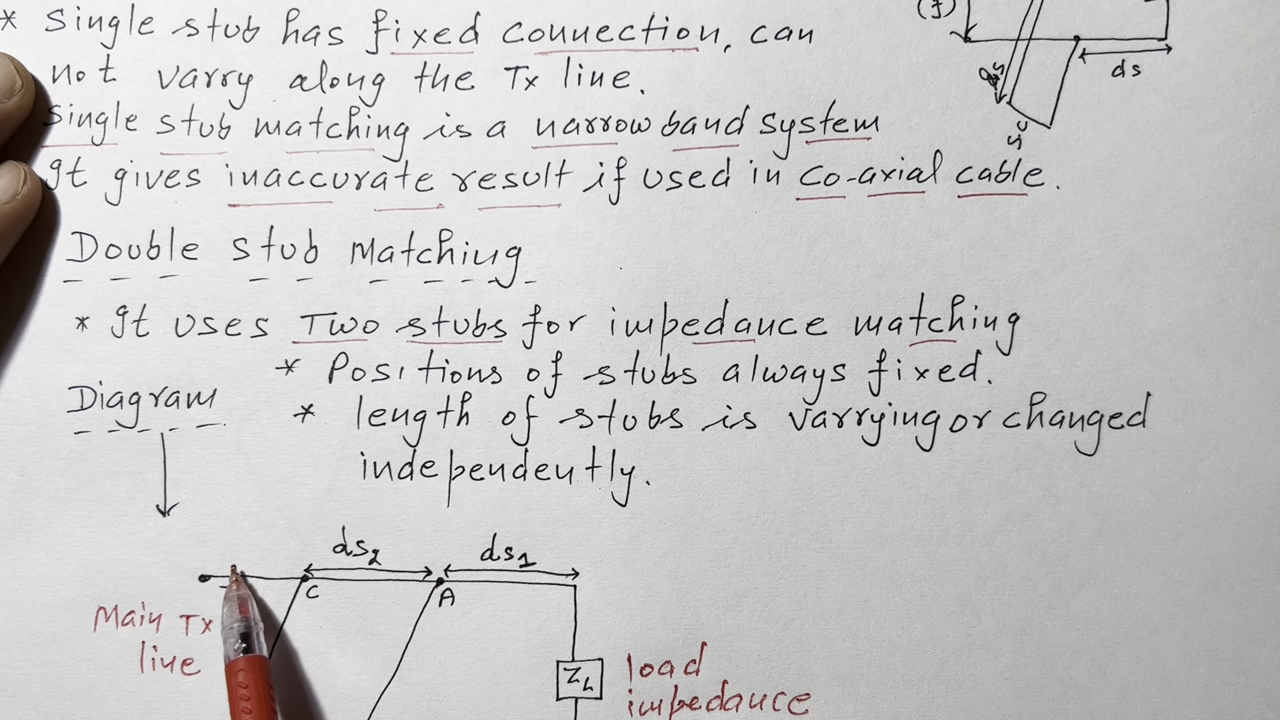 (f)
* Single stub has fixed connection, can
not varry along the Tx line.
ds
Single stub matching is a narrow band system
SC
It gives inaccurate result if used in co-axial cable.
Double stub Matching
* It uses Two stubs for impedance matching
* Positions of stubs always fixed.
Diagram
* length of stubs is varrying or changed
independently.
ds2
ds1
C
A
Main Tx
line
ZL
load
impedance